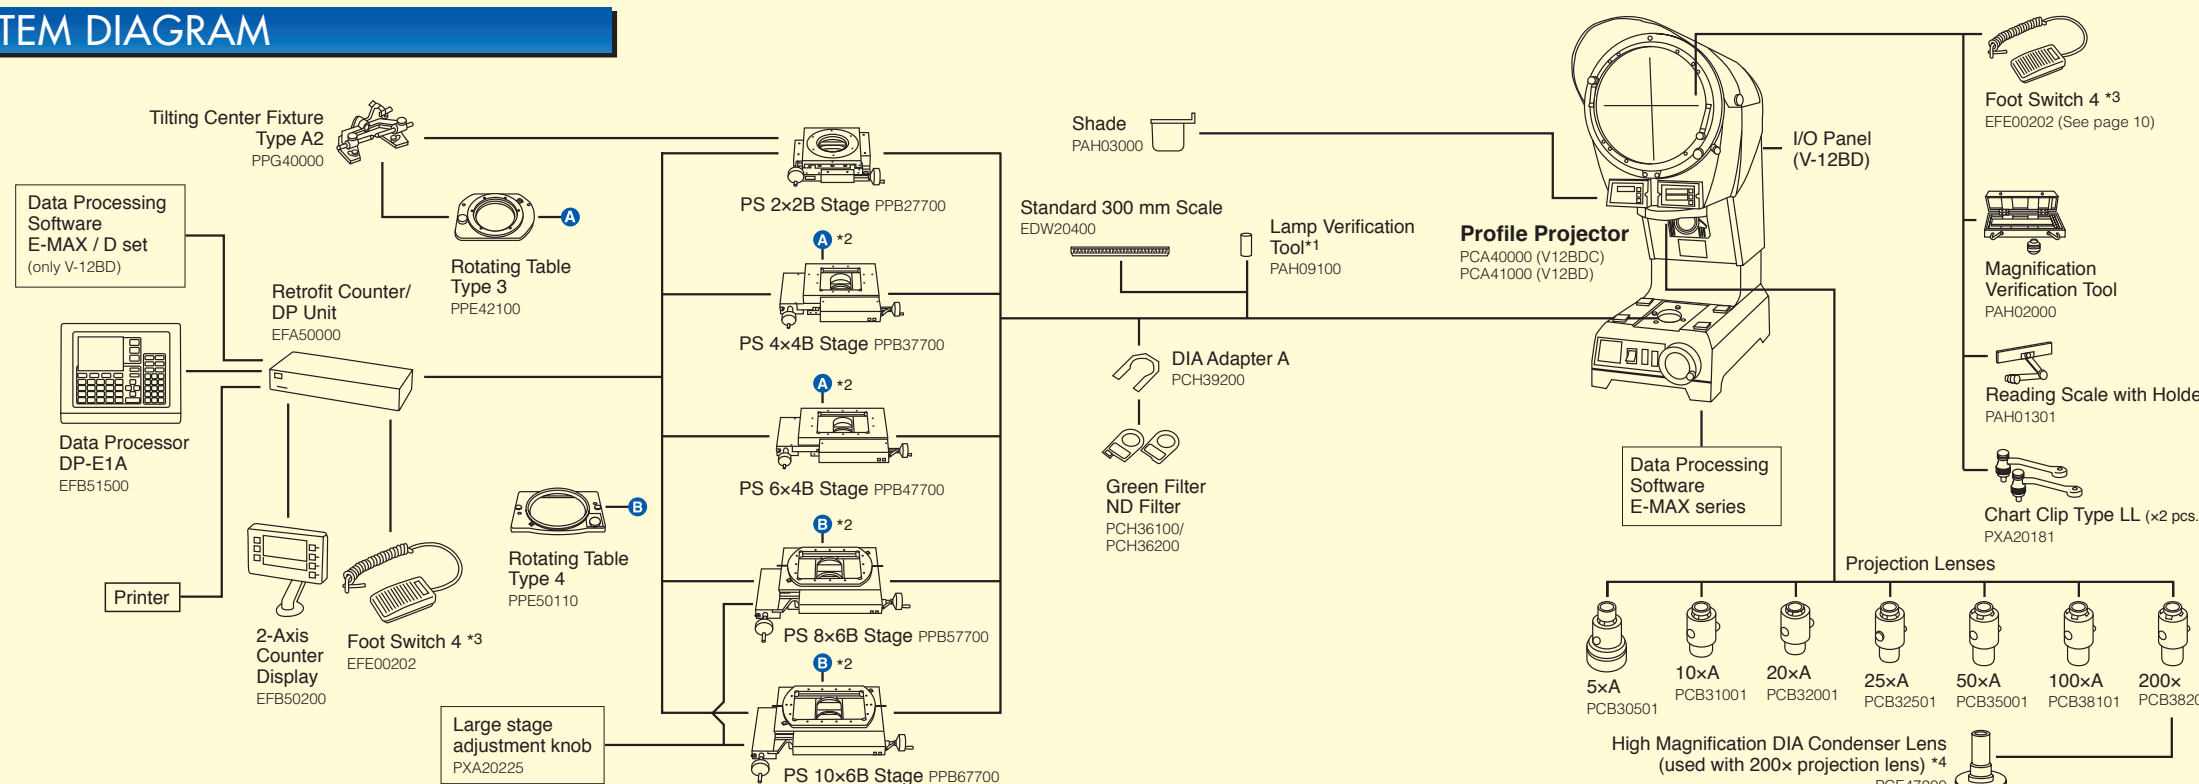 TEM DIAGRAM
Tilting Center Fixture
Type A2
PPG40000
Data Processing
Software
E-MAX / D set
(only V-12BD)
Rotating Table
Type 3
PPE42100
A
Retrofit Counter/
DP Unit
EFA50000
Data Processor
DP-E1A
EFB51500
Printer
2-Axis
Counter
Display
EFB50200
Foot Switch 4 *3
EFE00202
Rotating Table
Type 4
PPE50110
B
Large stage
adjustment knob
PXA20225
PS 2×2B Stage PPB27700
A *2
PS 4×4B Stage PPB37700
A *2
PS 6×4B Stage PPB47700
B *2
PS 8×6B Stage PPB57700
B *2
PS 10×6B Stage PPB67700
Shade
PAH03000
Standard 300 mm Scale
EDW20400
Lamp Verification
Tool*1
PAH09100
DIA Adapter A
PCH39200
Green Filter
ND Filter
PCH36100/
PCH36200
Profile Projector
PCA40000 (V12BDC)
PCA41000 (V12BD)
I/O Panel
(V-12BD)
Data Processing
Software
E-MAX series
Foot Switch 4 *3
EFE00202 (See page 10)
Magnification
Verification Tool
PAH02000
Reading Scale with Holde
PAH01301
Chart Clip Type LL (×2 pcs.
PXA20181
Projection Lenses
5×A
PCB30501
10×A
PCB31001
20×A
PCB32001
25×A
PCB32501
50×A
PCB35001
100×A
PCB38101
200×
PCB3820
High Magnification DIA Condenser Lens
(used with 200× projection lens) *4